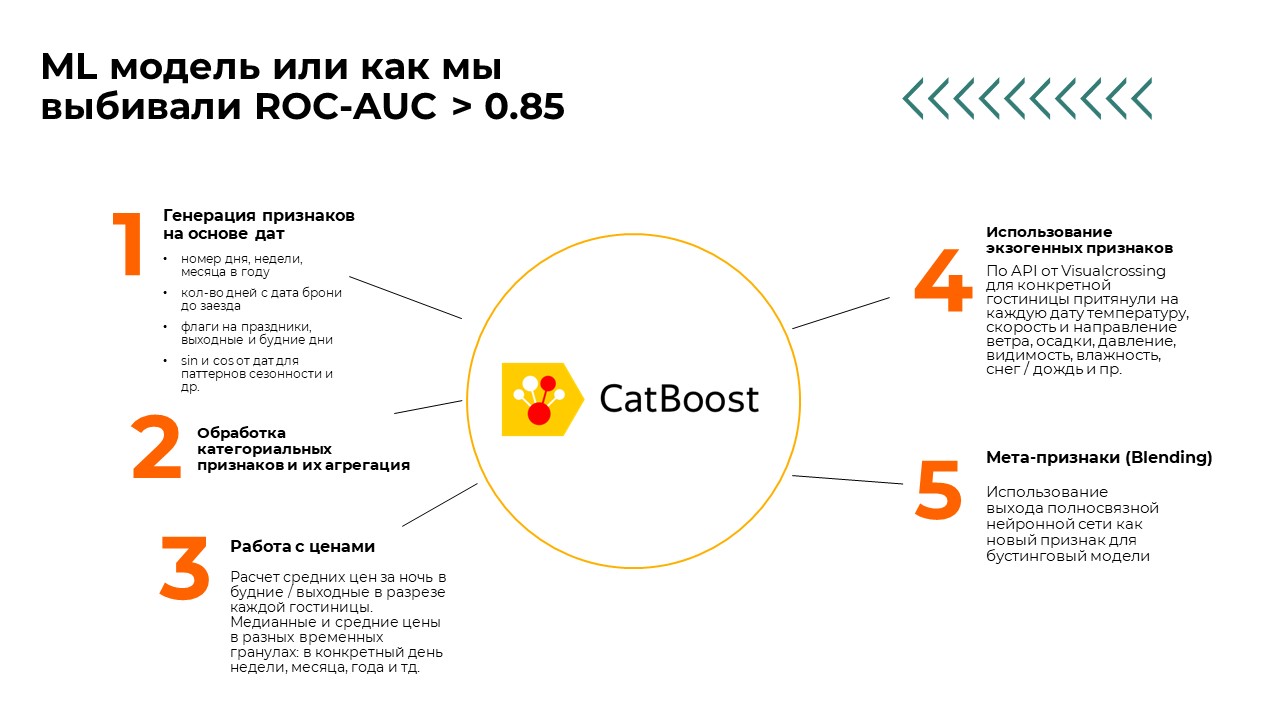 ML модель или как мы
выбивали ROC-AUC > 0.85
1
Генерация признаков
на основе дат
• номер дня, недели,
месяца в году
• кол-во дней с дата брони
до заезда
• флаги на праздники,
выходные и будние дни
• sin и cos от дат для
паттернов сезонности и
др.
2
Обработка
категориальных
признаков и их агрегация
3
Работа с ценами
Расчет средних цен за ночь в
будние / выходные в разрезе
каждой гостиницы.
Медианные и средние цены
в разных временных
гранулах: в конкретный день
недели, месяца, года и тд.
CatBoost
4
Использование
экзогенных признаков
По API от Visualcrossing
для конкретной
гостиницы притянули на
каждую дату температуру,
скорость и направление
ветра, осадки, давление,
видимость, влажность,
снег / дождь и пр.
5
Мета-признаки (Blending)
Использование
выхода полносвязной
нейронной сети как
новый признак для
бустинговый модели